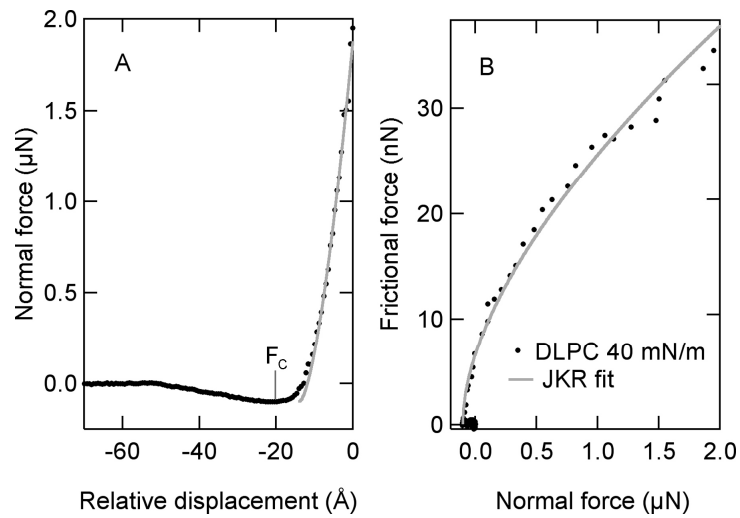 A
2.0
1.5
1.0
0.5
0.0
Normal force (µN)
F_C
-60
-40
-20
0
Relative displacement (Å)
B
30
20
10
0
Frictional force (nN)
DLPC 40 mN/m
JKR fit
0.0
0.5
1.0
1.5
2.0
Normal force (µN)